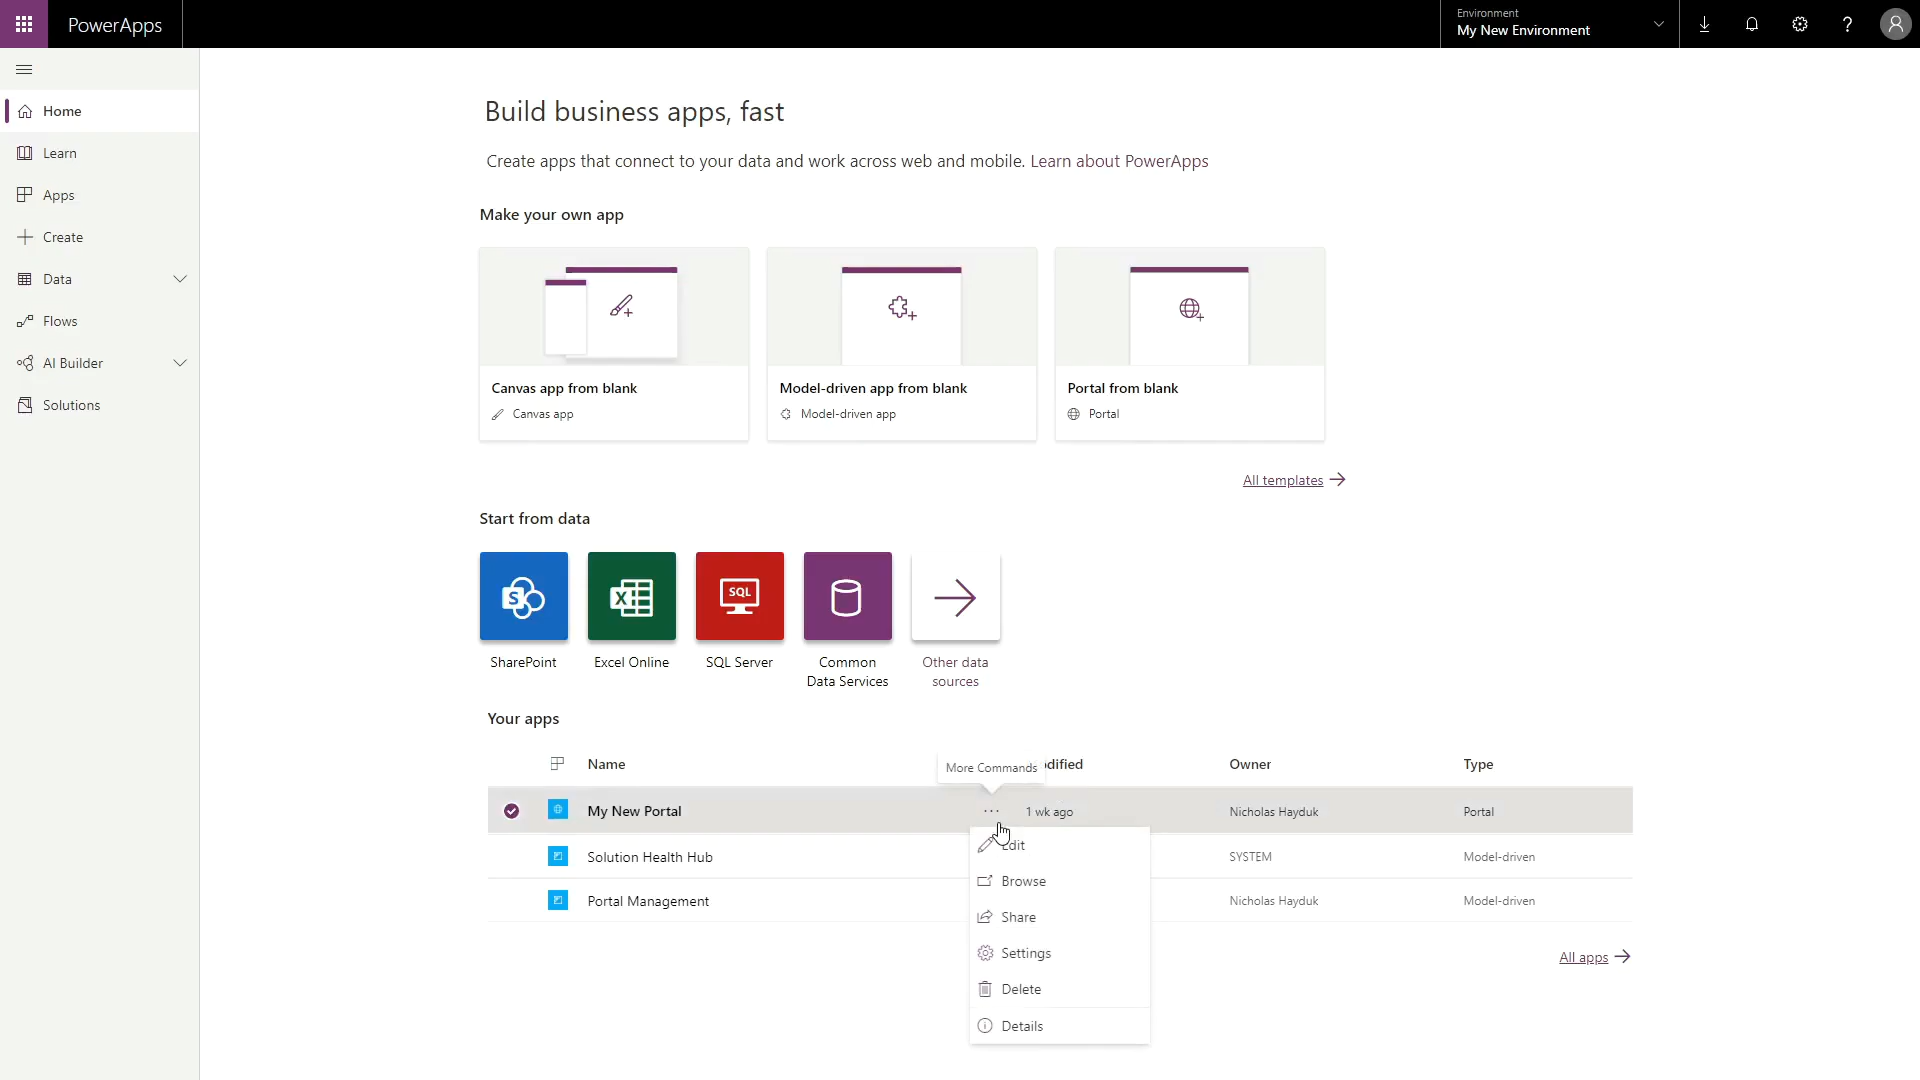 PowerApps
Environment
My New Environment
Home
Learn
Apps
Create
Data
Flows
AI Builder
Solutions
Build business apps, fast
Create apps that connect to your data and work across web and mobile. Learn about PowerApps
Make your own app
Canvas app from blank
Canvas app
Model-driven app from blank
Model-driven app
Portal from blank
Portal
All templates
Start from data
S
X
SQL
SharePoint
Excel Online
SQL Server
Common
Data Services
Other data
sources
Your apps
Name
More Commands
odified
Owner
Type
My New Portal
...
1 wk ago
Nicholas Hayduk
Portal
Solution Health Hub
SYSTEM
Model-driven
Portal Management
Nicholas Hayduk
Model-driven
Edit
Browse
Share
Settings
Delete
Details
All apps